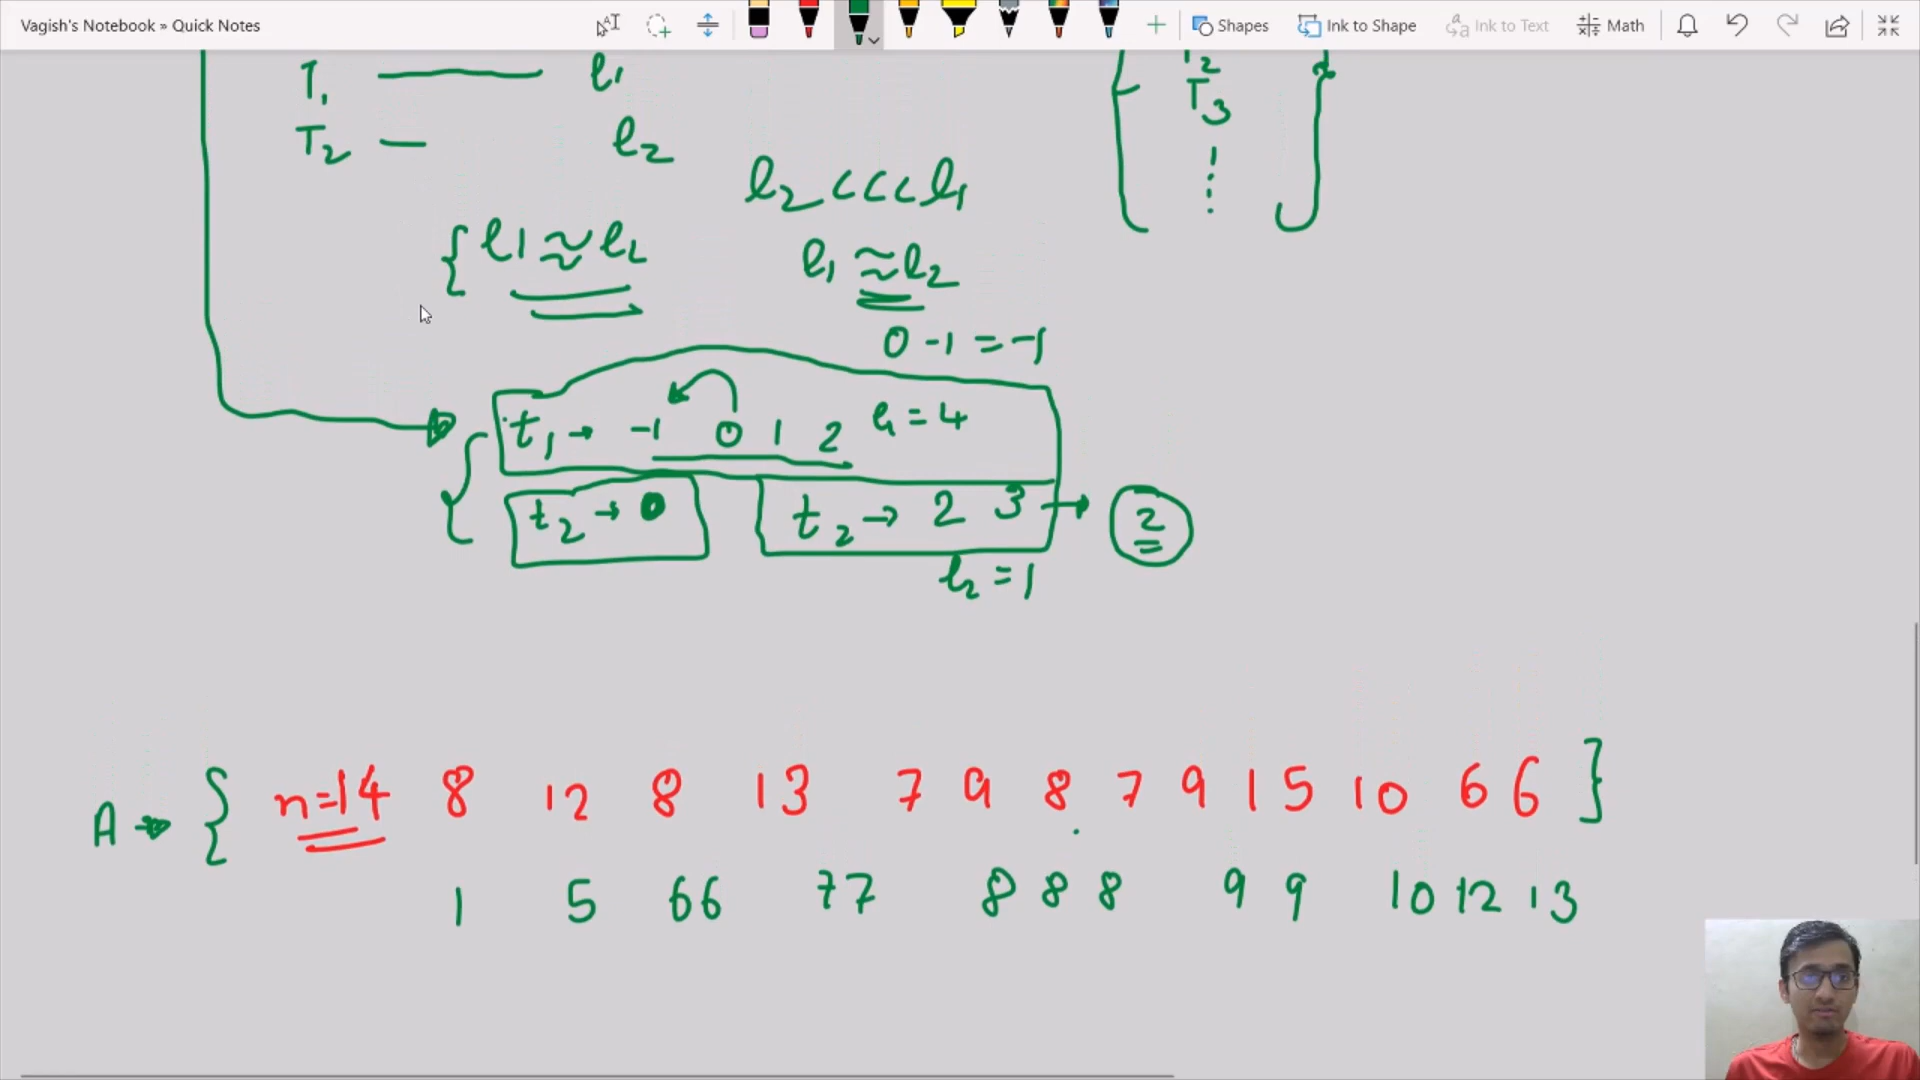 Vagish's Notebook » Quick Notes
Shapes
Ink to Shape
Ink to Text
Math
T1 — l1
T2 — l2
T2
T3
⋮
l2 <<< l1
{ l1 ≈ l2
l1 ≈ l2
0 -1 = -1
t1 → -1 0 1 2 l1 = 4
t2 → 0
t2 → 2 3 → 2
l2 = 1
A → { n=14 8 12 8 13 7 9 8 7 9 1 5 10 6 6 }
1 5 6 6 7 7 8 8 8 9 9 10 12 13